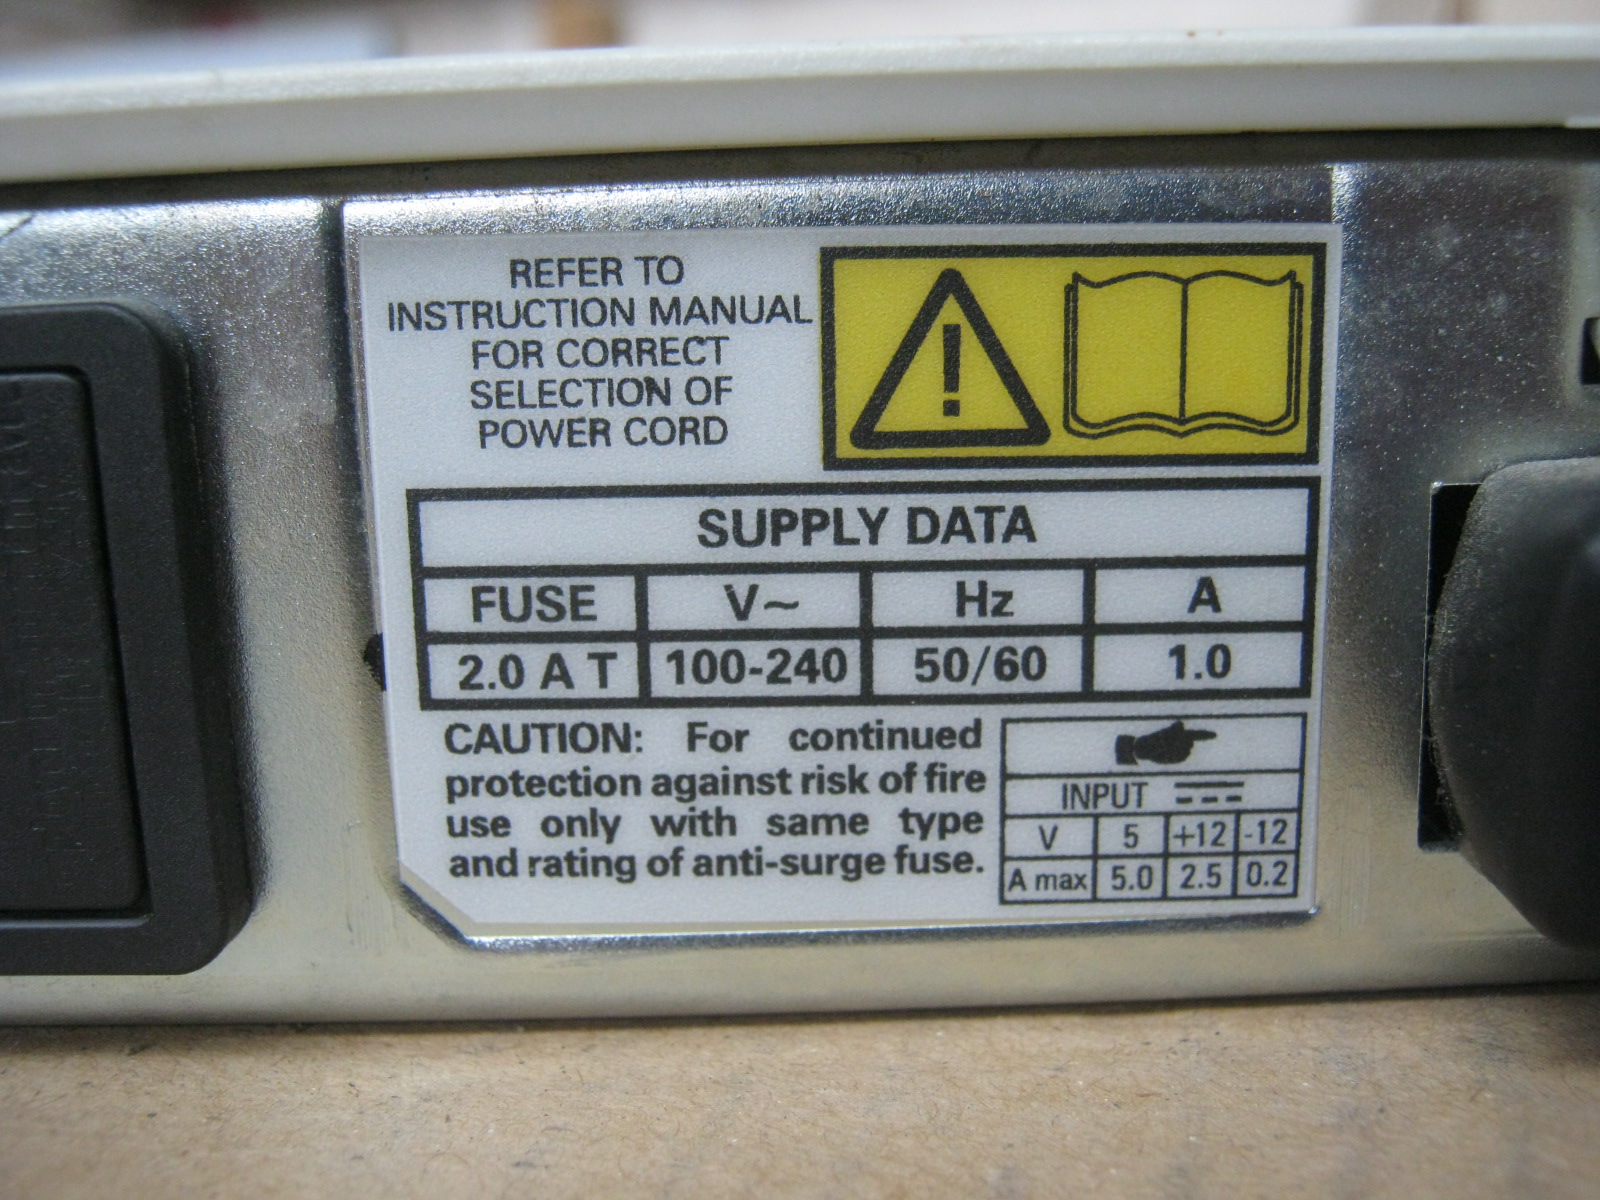 REFER TO
INSTRUCTION MANUAL
FOR CORRECT
SELECTION OF
POWER CORD
SUPPLY DATA
FUSE V~ Hz A
2.0 A T 100-240 50/60 1.0
CAUTION: For continued
protection against risk of fire
use only with same type
and rating of anti-surge fuse.
INPUT
V 5 +12 -12
A max 5.0 2.5 0.2